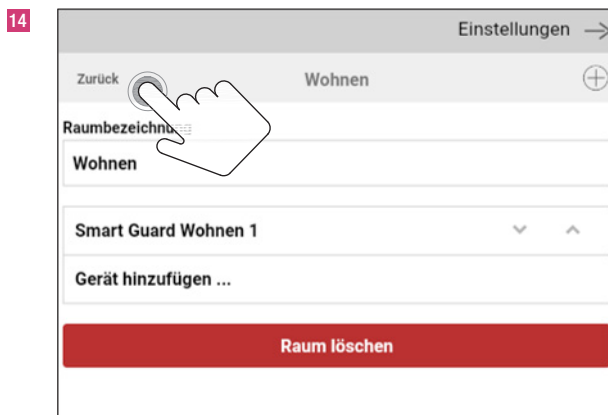 14
Einstellungen
Zurück
Wohnen
Wohnen
Smart Guard Wohnen 1
Gerät hinzufügen ...
Raum löschen